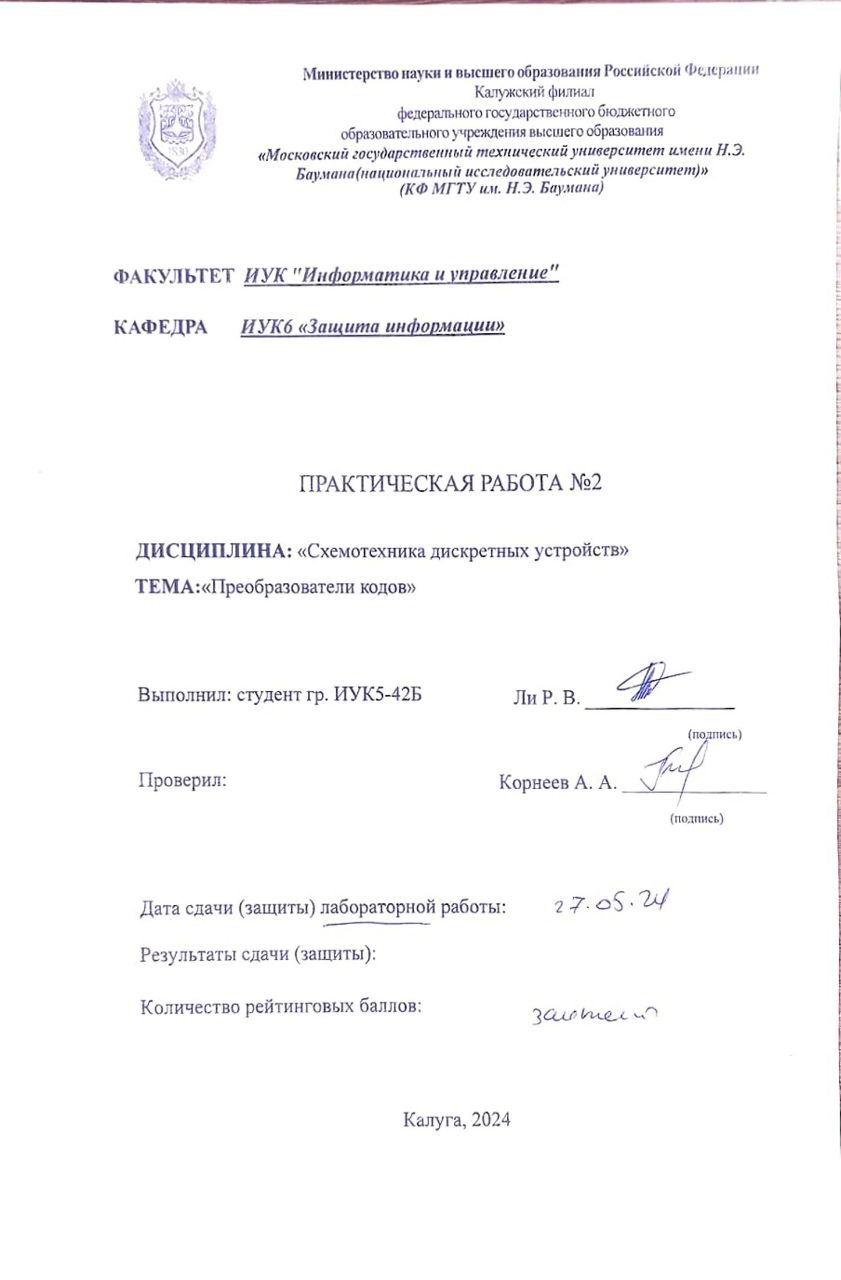 Министерство науки и высшего образования Российской Федерации
Калужский филиал
федерального государственного бюджетного
образовательного учреждения высшего образования
«Московский государственный технический университет имени Н.Э.
Баумана(национальный исследовательский университет)»
(КФ МГТУ им. Н.Э. Баумана)
1830
ФАКУЛЬТЕТ ИУК "Информатика и управление"
КАФЕДРА ИУК6 «Защита информации»
ПРАКТИЧЕСКАЯ РАБОТА №2
ДИСЦИПЛИНА: «Схемотехника дискретных устройств»
ТЕМА:«Преобразователи кодов»
Выполнил: студент гр. ИУК5-42Б Ли Р. В.
(подпись)
Проверил: Корнеев А. А.
(подпись)
Дата сдачи (защиты) лабораторной работы: 27.05.24
Результаты сдачи (защиты):
Количество рейтинговых баллов:
Калуга, 2024